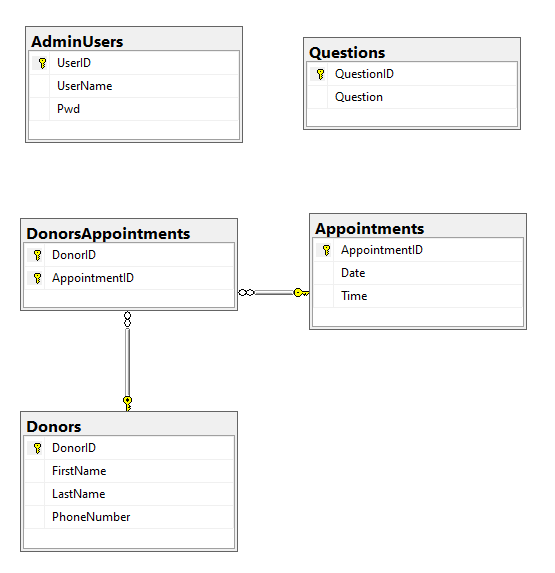 AdminUsers
UserID
UserName
Pwd
Questions
QuestionID
Question
DonorsAppointments
DonorID
AppointmentID
Appointments
AppointmentID
Date
Time
Donors
DonorID
FirstName
LastName
PhoneNumber